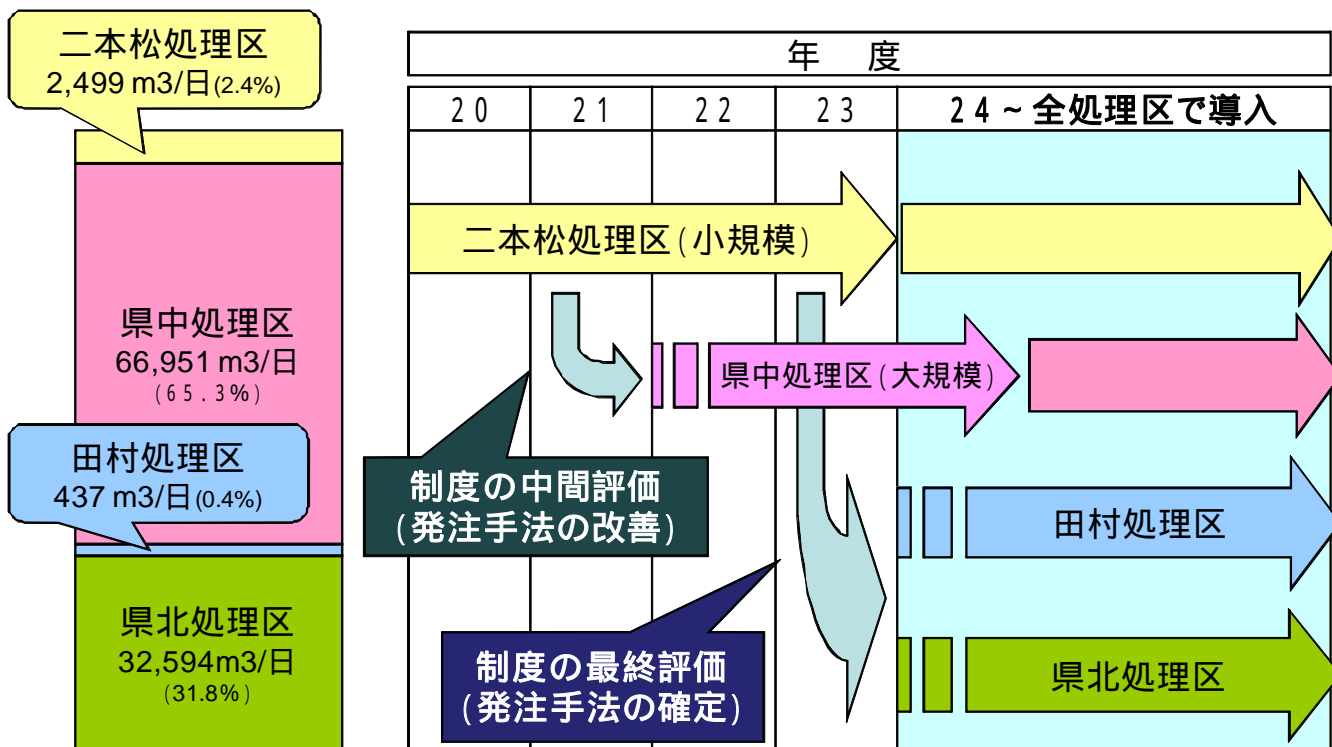 二本松処理区
2,499 m3/日(2.4%)
県中処理区
66,951 m3/日
(65.3%)
田村処理区
437 m3/日(0.4%)
県北処理区
32,594m3/日
(31.8%)
年 度
20 21 22 23 24~全処理区で導入
二本松処理区(小規模)
県中処理区(大規模)
制度の中間評価
(発注手法の改善)
田村処理区
制度の最終評価
(発注手法の確定)
県北処理区